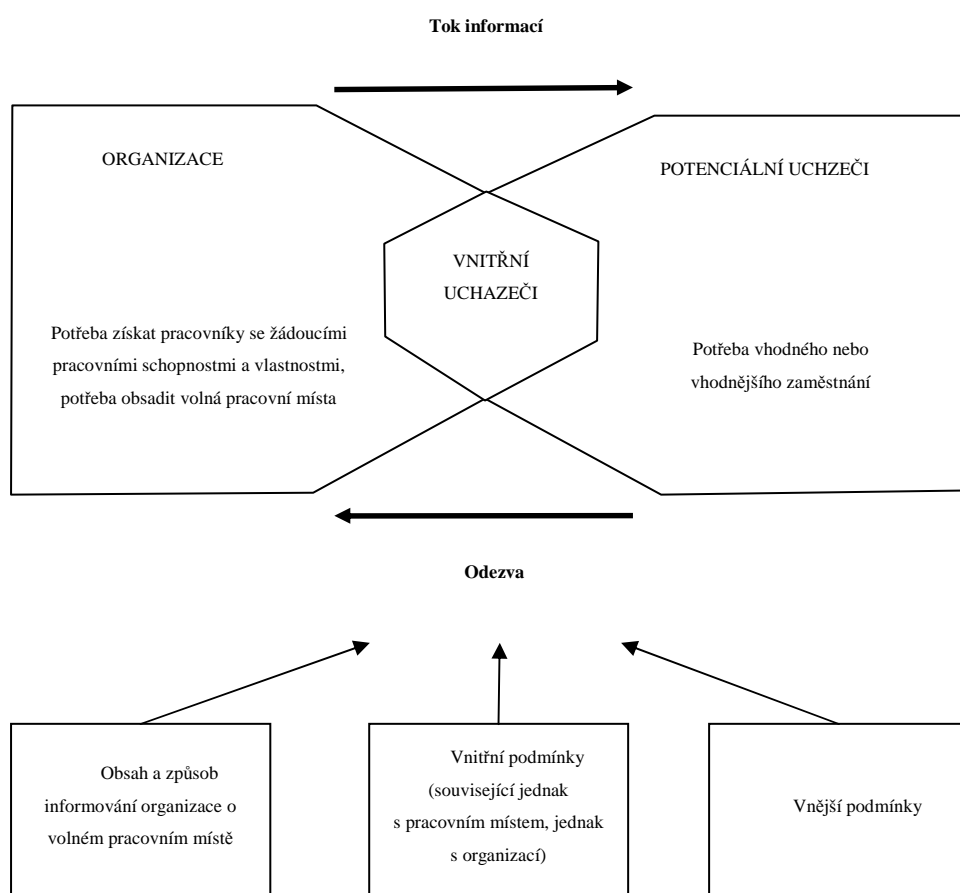 Tok informací
ORGANIZACE
POTENCIÁLNÍ UCHZEČI
VNITŘNÍ
UCHAZEČI
Potřeba získat pracovníky se žádoucími
pracovními schopnostmi a vlastnostmi,
potřeba obsadit volná pracovní místa
Potřeba vhodného nebo
vhodnějšího zaměstnání
Odezva
Obsah a způsob
informování organizace o
volném pracovním místě
Vnitřní podmínky
(související jednak
s pracovním místem, jednak
s organizací)
Vnější podmínky